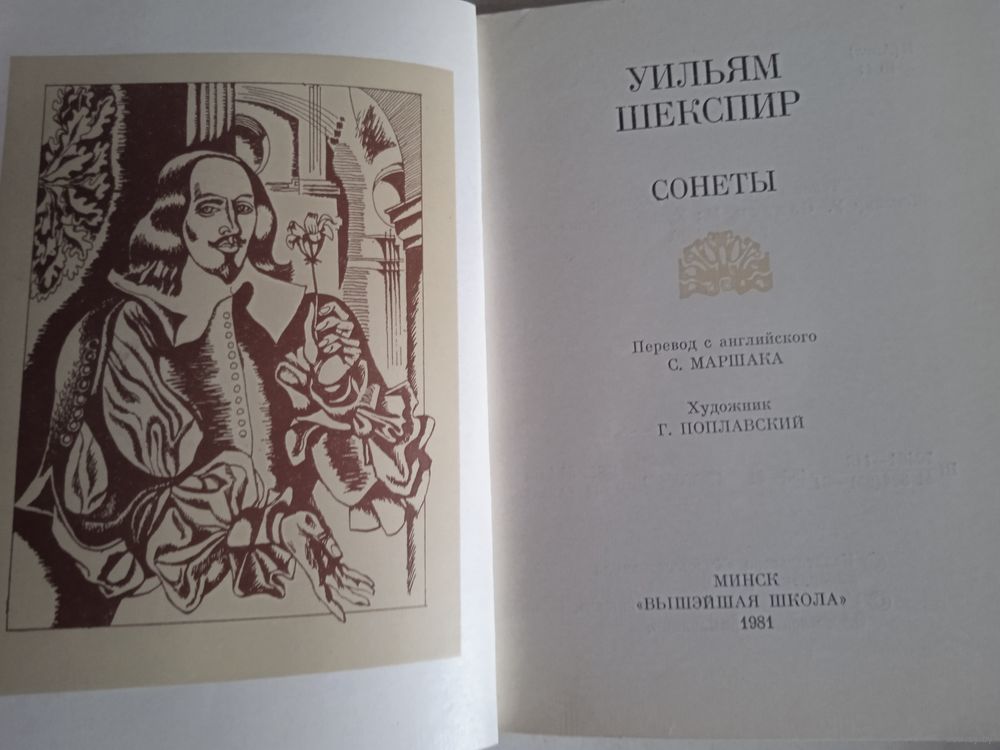 УИЛЬЯМ
ШЕКСПИР
СОНЕТЫ
Перевод с английского
С. МАРШАКА
Художник
Г. ПОПЛАВСКИЙ
МИНСК
«ВЫШЭЙШАЯ ШКОЛА»
1981